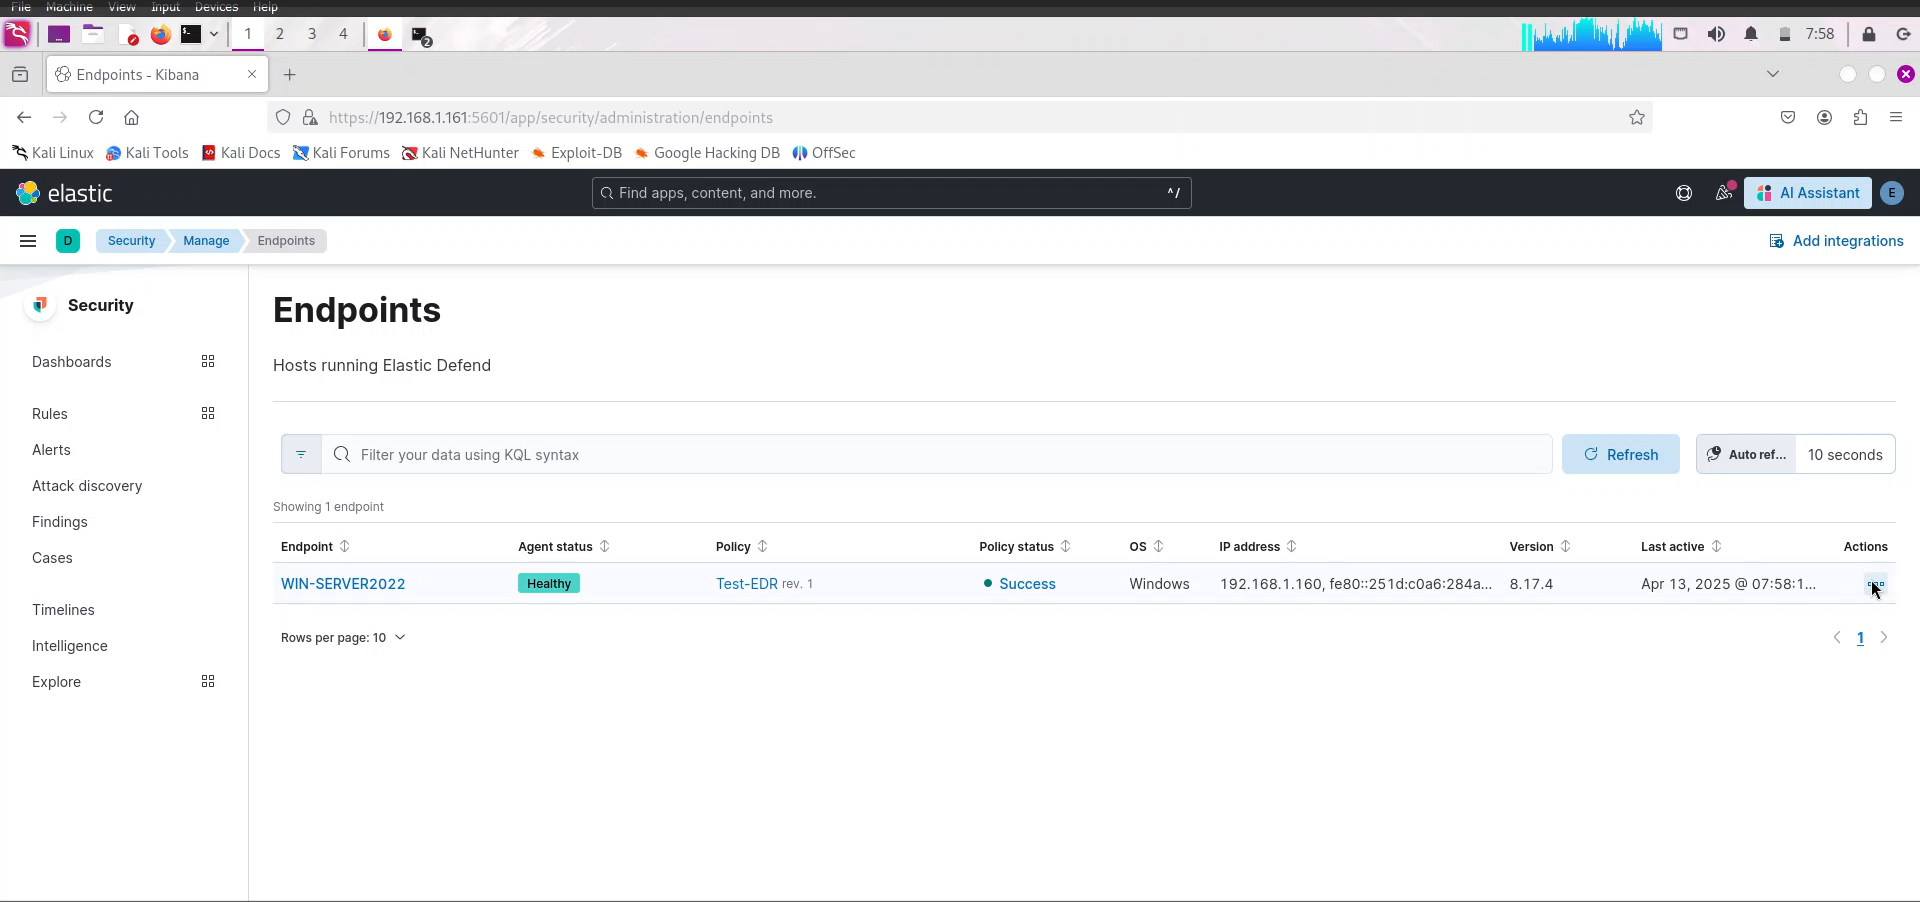 File Machine View Input Devices Help
1 2 3 4 2 7:58
Endpoints - Kibana
https://192.168.1.161:5601/app/security/administration/endpoints
Kali Linux Kali Tools Kali Docs Kali Forums Kali NetHunter Exploit-DB Google Hacking DB OffSec
elastic Find apps, content, and more. ^/ AI Assistant E
D Security Manage Endpoints Add integrations
Security
Dashboards
Rules
Alerts
Attack discovery
Findings
Cases
Timelines
Intelligence
Explore
Endpoints
Hosts running Elastic Defend
Filter your data using KQL syntax Refresh Auto ref... 10 seconds
Showing 1 endpoint
Endpoint Agent status Policy Policy status OS IP address Version Last active Actions
WIN-SERVER2022 Healthy Test-EDR rev. 1 Success Windows 192.168.1.160, fe80::251d:c0a6:284a... 8.17.4 Apr 13, 2025 @ 07:58:1...
Rows per page: 10 1